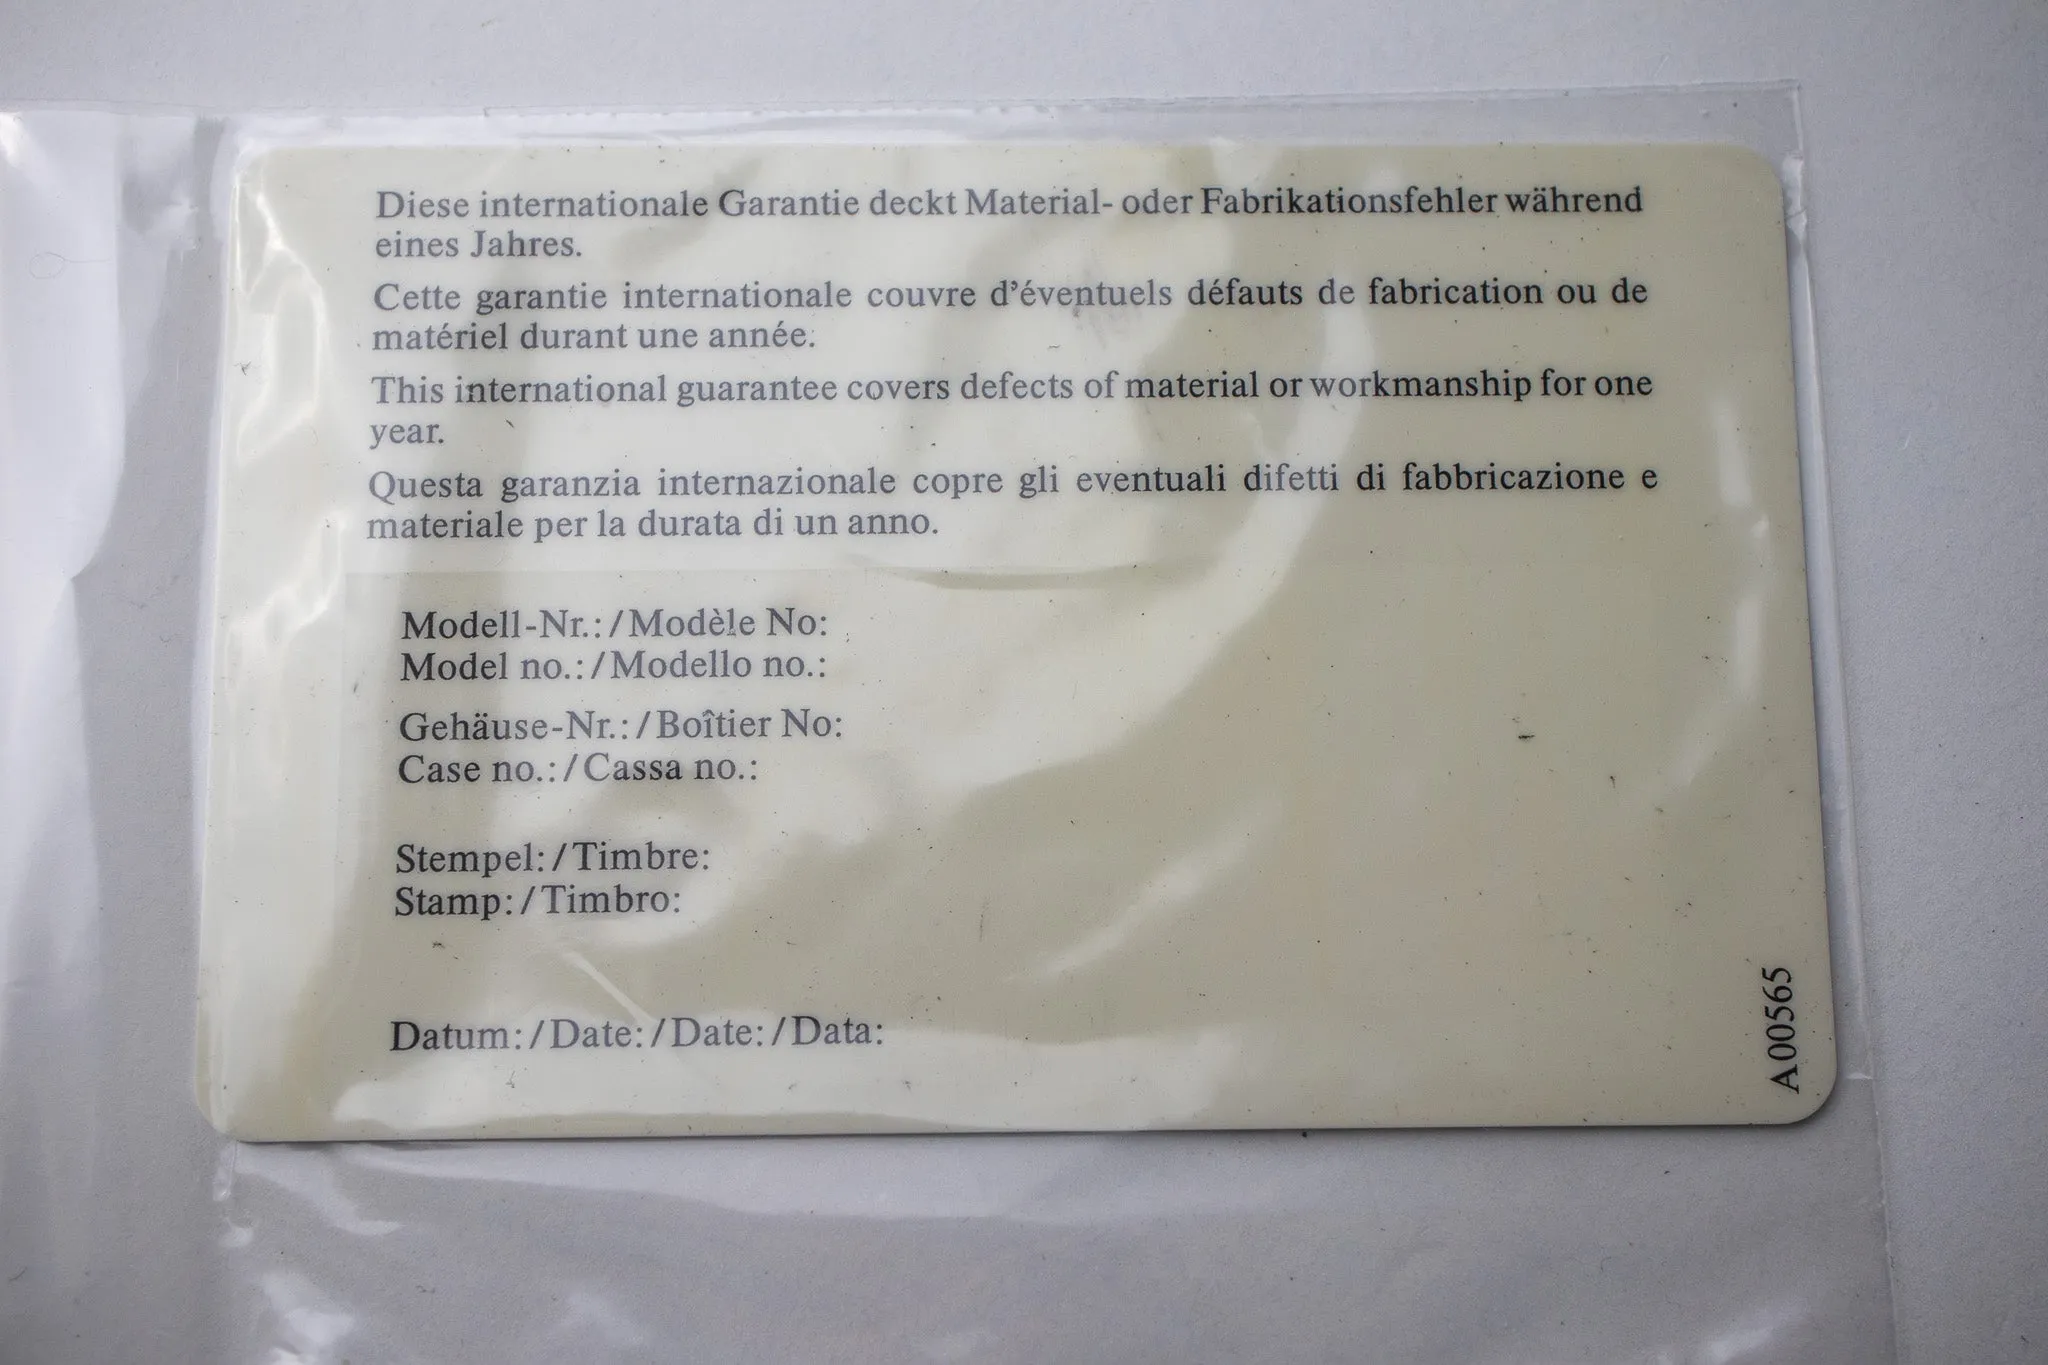 Diese internationale Garantie deckt Material- oder Fabrikationsfehler während
eines Jahres.
Cette garantie internationale couvre d'éventuels défauts de fabrication ou de
matériel durant une année.
This international guarantee covers defects of material or workmanship for one
year.
Questa garanzia internazionale copre gli eventuali difetti di fabbricazione e
materiale per la durata di un anno.
Modell-Nr.:/Modèle No:
Model no.:/Modello no.:
Gehäuse-Nr.:/Boîtier No:
Case no.:/Cassa no.:
Stempel:/Timbre:
Stamp:/Timbro:
Datum:/Date:/Date:/Data:
A00565